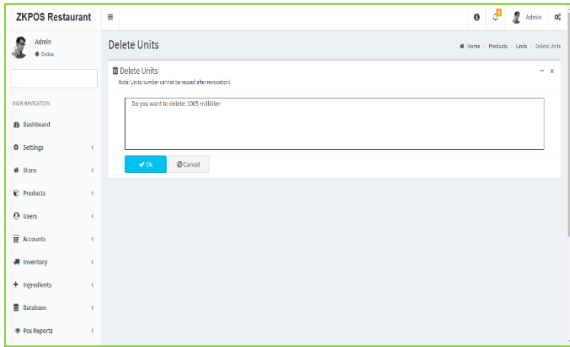 ZKPOS Restaurant
Admin
Admin
Online
MAIN NAVIGATION
Dashboard
Settings
Store
Products
Users
Accounts
Inventory
Ingredients
Database
Pos Reports
Delete Units
Home > Products > Units > Delete Units
Delete Units
Note: Units number cannot be reused after revocation!
Do you want to delete: 1005 milliliter
Ok
Cancel